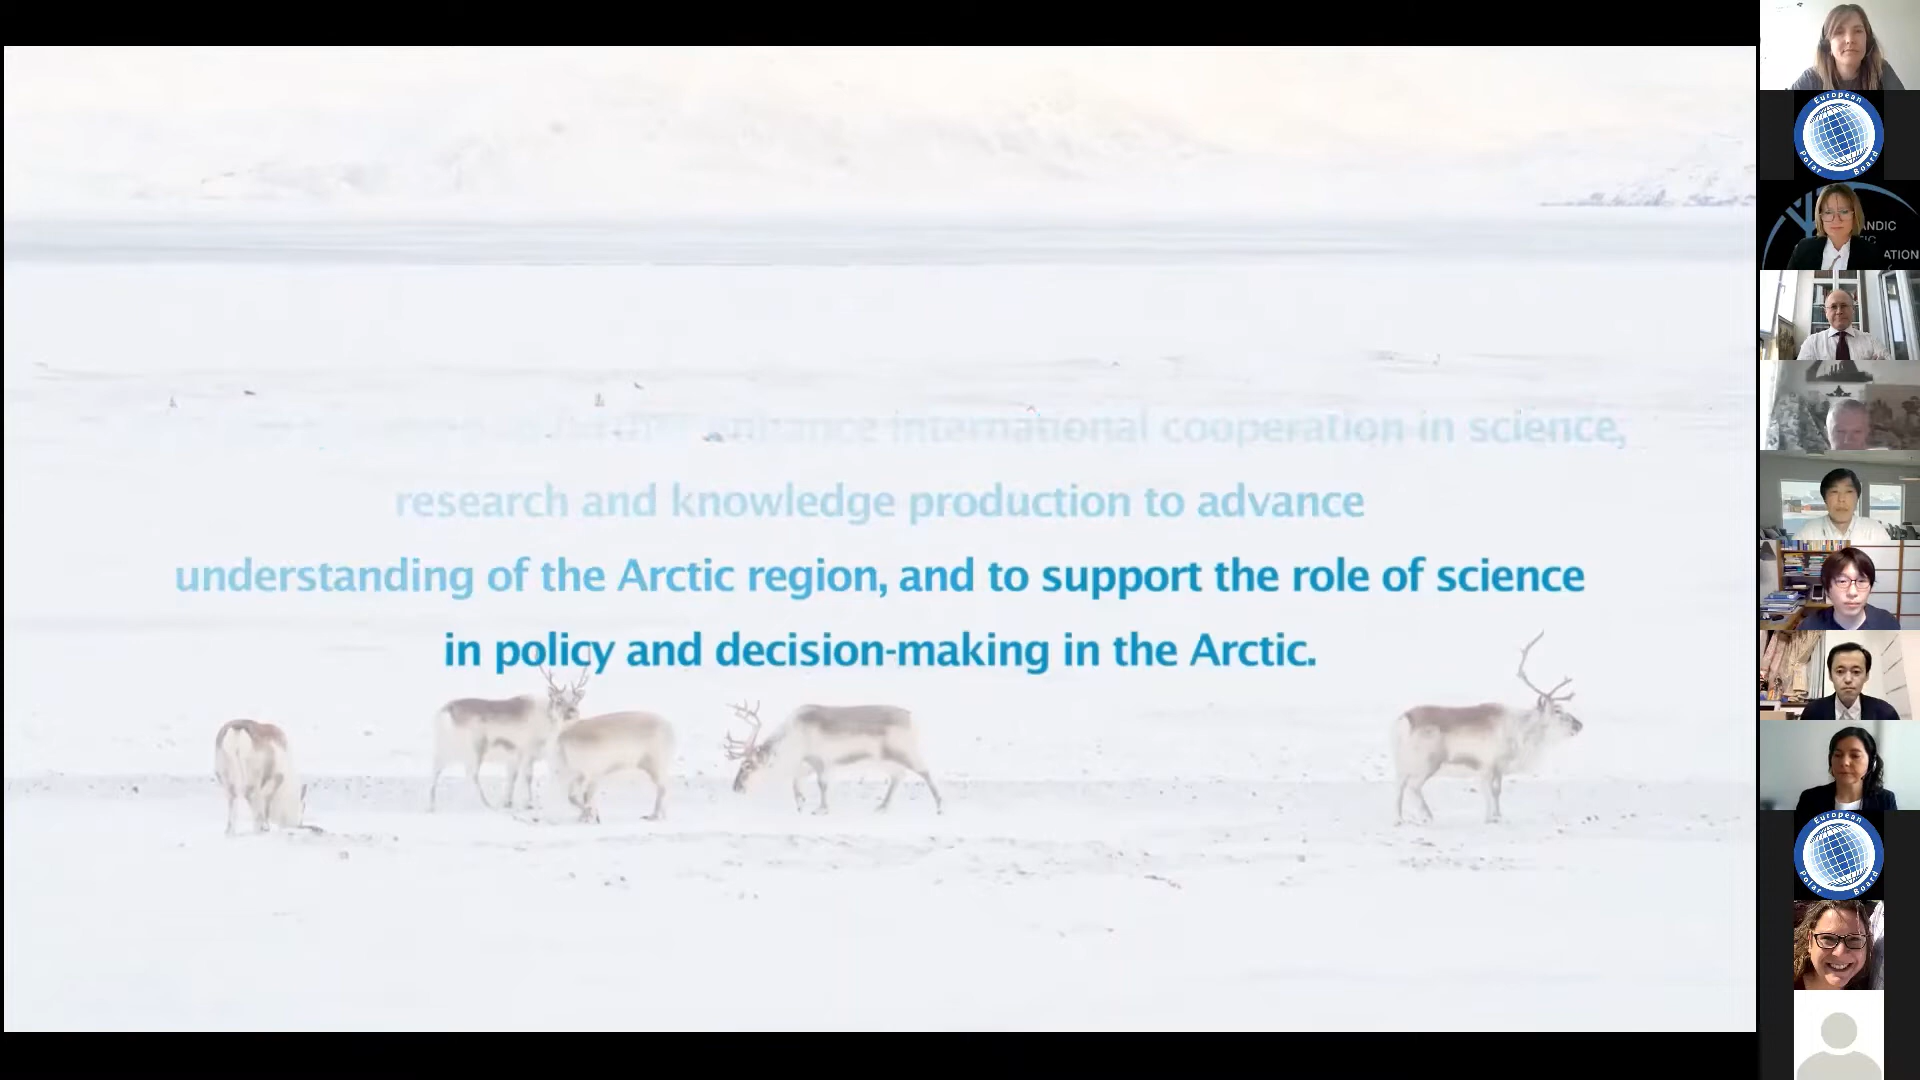 enhance international cooperation in science,
research and knowledge production to advance
understanding of the Arctic region, and to support the role of science
in policy and decision-making in the Arctic.
European
Polar Board
ANDIC
IC
ATION
European
Polar Board